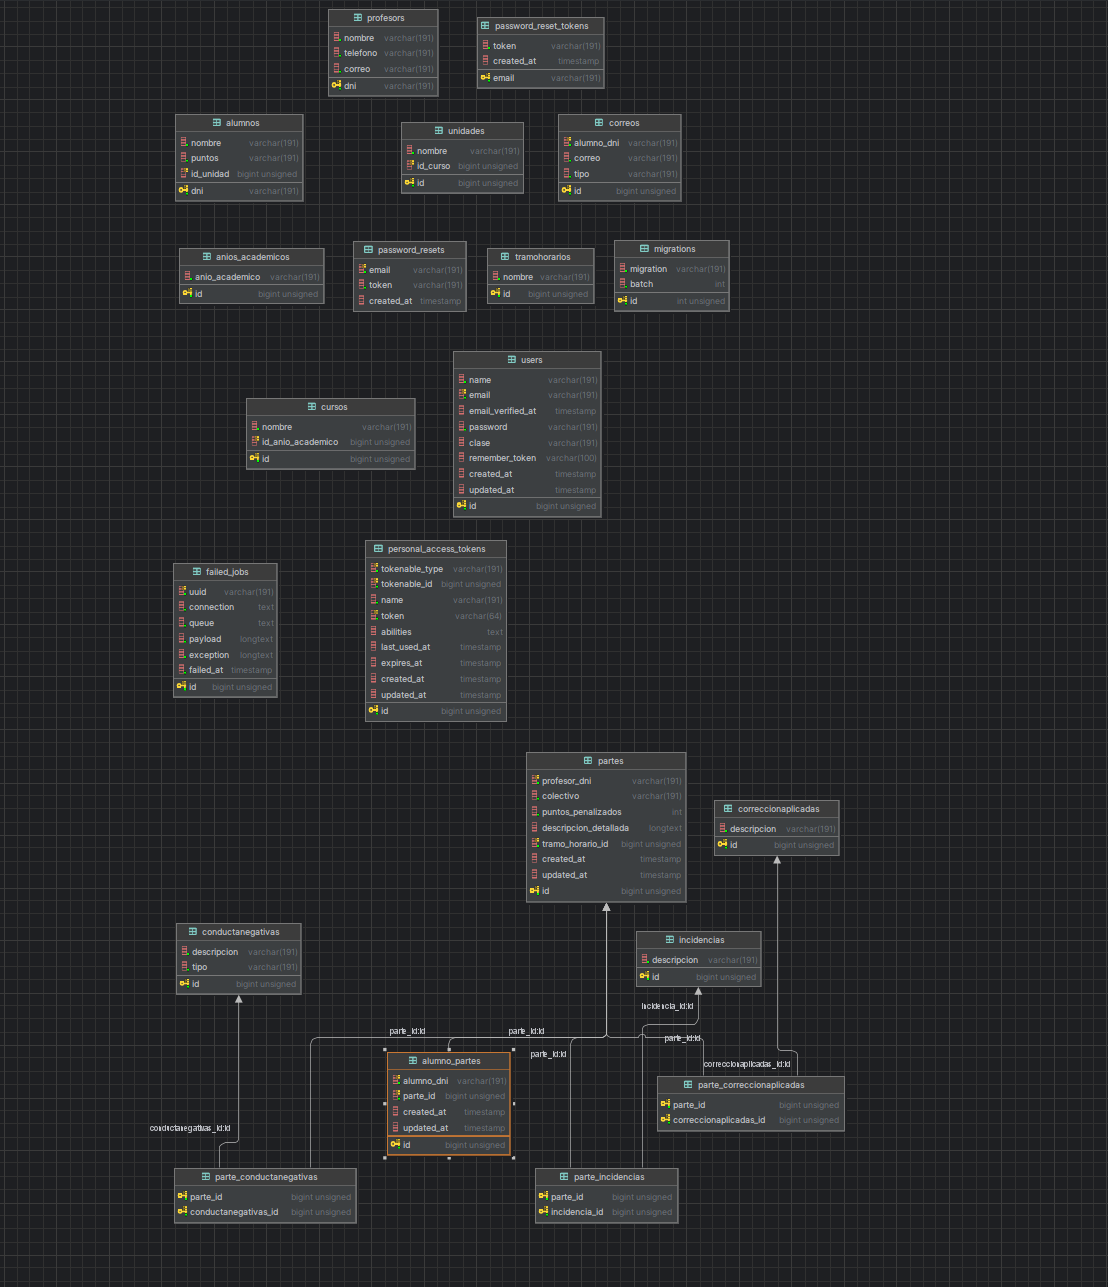 profesors
nombre varchar(191)
telefono varchar(191)
correo varchar(191)
dni varchar(191)
password_reset_tokens
token varchar(191)
created_at timestamp
email varchar(191)
alumnos
nombre varchar(191)
puntos varchar(191)
id_unidad bigint unsigned
dni varchar(191)
unidades
nombre varchar(191)
id_curso bigint unsigned
id bigint unsigned
correos
alumno_dni varchar(191)
correo varchar(191)
tipo varchar(191)
id bigint unsigned
anios_academicos
anio_academico varchar(191)
id bigint unsigned
password_resets
email varchar(191)
token varchar(191)
created_at timestamp
tramohorarios
nombre varchar(191)
id bigint unsigned
migrations
migration varchar(191)
batch int
id int unsigned
cursos
nombre varchar(191)
id_anio_academico bigint unsigned
id bigint unsigned
users
name varchar(191)
email varchar(191)
email_verified_at timestamp
password varchar(191)
clase varchar(191)
remember_token varchar(100)
created_at timestamp
updated_at timestamp
id bigint unsigned
failed_jobs
uuid varchar(191)
connection text
queue text
payload longtext
exception longtext
failed_at timestamp
id bigint unsigned
personal_access_tokens
tokenable_type varchar(191)
tokenable_id bigint unsigned
name varchar(191)
token varchar(64)
abilities text
last_used_at timestamp
expires_at timestamp
created_at timestamp
updated_at timestamp
id bigint unsigned
partes
profesor_dni varchar(191)
colectivo varchar(191)
puntos_penalizados int
descripcion_detallada longtext
tramo_horario_id bigint unsigned
created_at timestamp
updated_at timestamp
id bigint unsigned
correccionaplicadas
descripcion varchar(191)
id bigint unsigned
conductanegativas
descripcion varchar(191)
tipo varchar(191)
id bigint unsigned
incidencias
descripcion varchar(191)
id bigint unsigned
incidencia_id:id
parte_id:id
parte_id:id
parte_id:id
parte_id:id
correccionaplicadas_id:id
conductanegativas_id:id
alumno_partes
alumno_dni varchar(191)
parte_id bigint unsigned
created_at timestamp
updated_at timestamp
id bigint unsigned
parte_correccionaplicadas
parte_id bigint unsigned
correccionaplicadas_id bigint unsigned
parte_conductanegativas
parte_id bigint unsigned
conductanegativas_id bigint unsigned
parte_incidencias
parte_id bigint unsigned
incidencia_id bigint unsigned